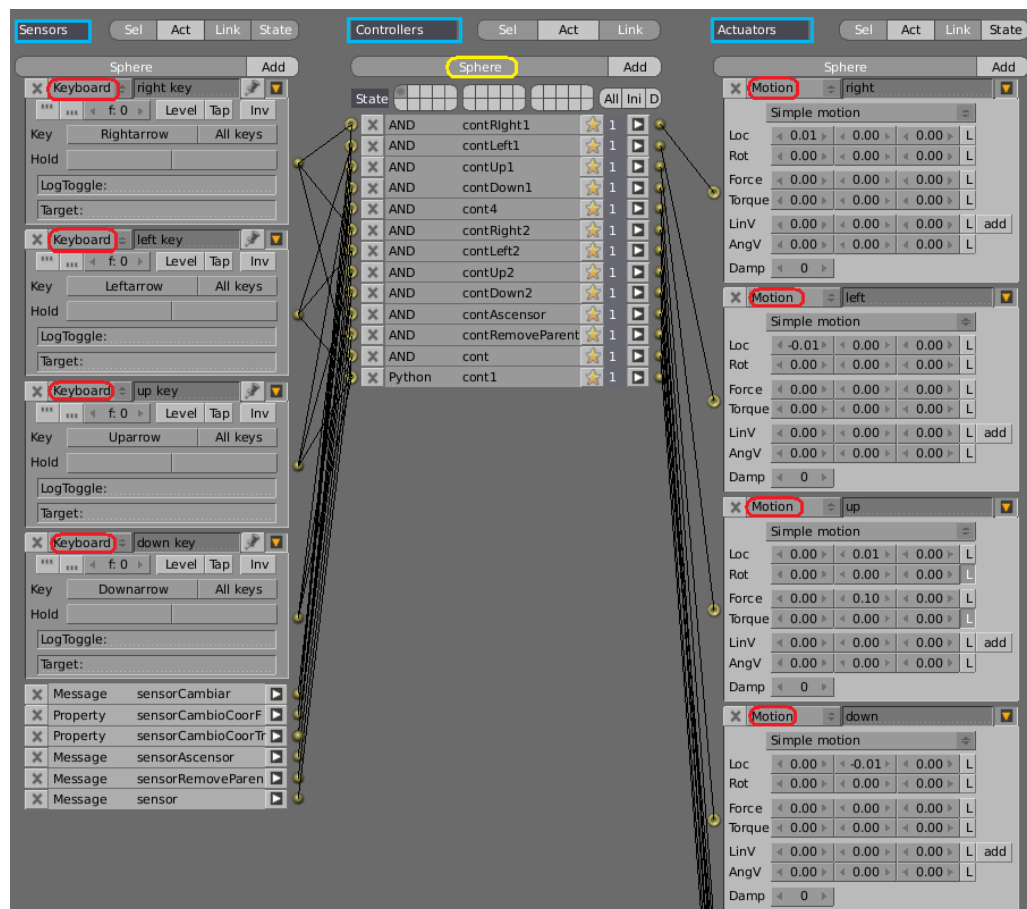 Sensors Sel Act Link State
Sphere Add
Keyboard right key
f: 0 Level Tap Inv
Key Rightarrow All keys
Hold
LogToggle:
Target:
Keyboard left key
f: 0 Level Tap Inv
Key Leftarrow All keys
Hold
LogToggle:
Target:
Keyboard up key
f: 0 Level Tap Inv
Key Uparrow All keys
Hold
LogToggle:
Target:
Keyboard down key
f: 0 Level Tap Inv
Key Downarrow All keys
Hold
LogToggle:
Target:
Message sensorCambiar
Property sensorCambioCoorF
Property sensorCambioCoorTr
Message sensorAscensor
Message sensorRemoveParen
Message sensor
Controllers Sel Act Link
Sphere Add
State All Ini D
AND contRIght1 1
AND contLeft1 1
AND contUp1 1
AND contDown1 1
AND cont4 1
AND contRight2 1
AND contLeft2 1
AND contUp2 1
AND contDown2 1
AND contAscensor 1
AND contRemoveParent 1
AND cont 1
Python cont1 1
Actuators Sel Act Link State
Sphere Add
Motion right
Simple motion
Loc 0.01 0.00 0.00 L
Rot 0.00 0.00 0.00 L
Force 0.00 0.00 0.00 L
Torque 0.00 0.00 0.00 L
LinV 0.00 0.00 0.00 L add
AngV 0.00 0.00 0.00 L
Damp 0
Motion left
Simple motion
Loc -0.01 0.00 0.00 L
Rot 0.00 0.00 0.00 L
Force 0.00 0.00 0.00 L
Torque 0.00 0.00 0.00 L
LinV 0.00 0.00 0.00 L add
AngV 0.00 0.00 0.00 L
Damp 0
Motion up
Simple motion
Loc 0.00 0.01 0.00 L
Rot 0.00 0.00 0.00 L
Force 0.00 0.10 0.00 L
Torque 0.00 0.00 0.00 L
LinV 0.00 0.00 0.00 L add
AngV 0.00 0.00 0.00 L
Damp 0
Motion down
Simple motion
Loc 0.00 -0.01 0.00 L
Rot 0.00 0.00 0.00 L
Force 0.00 0.00 0.00 L
Torque 0.00 0.00 0.00 L
LinV 0.00 0.00 0.00 L add
AngV 0.00 0.00 0.00 L
Damp 0